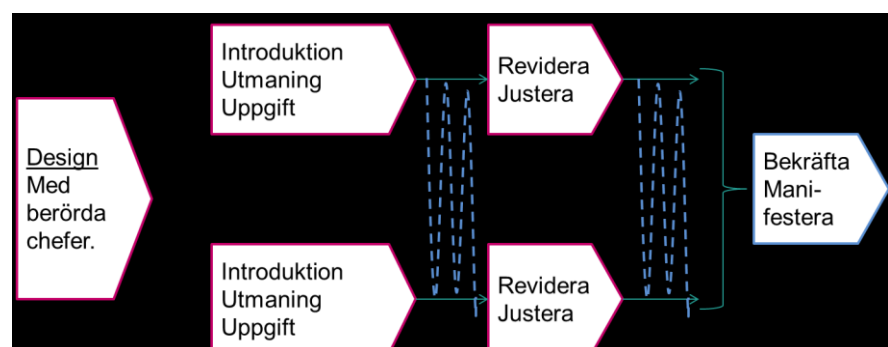 Design
Med
berörda
chefer.
Introduktion
Utmaning
Uppgift
Revidera
Justera
Introduktion
Utmaning
Uppgift
Revidera
Justera
Bekräfta
Mani-
festera